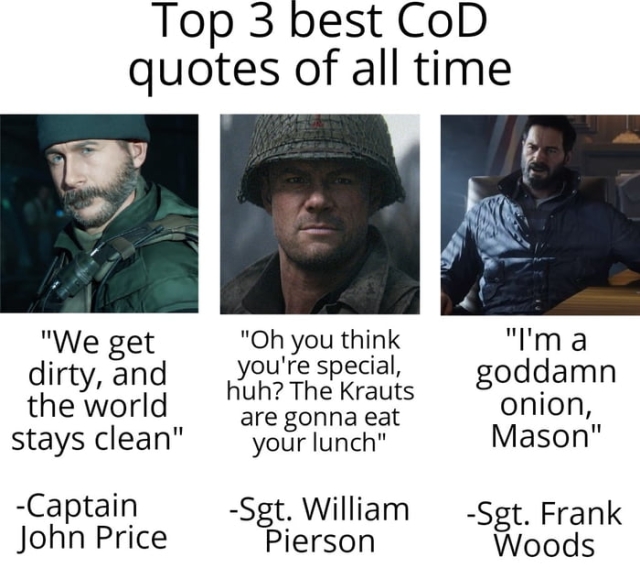 Top 3 best CoD
quotes of all time
"We get
dirty, and
the world
stays clean"
-Captain
John Price
"Oh you think
you're special,
huh? The Krauts
are gonna eat
your lunch"
-Sgt. William
Pierson
"I'm a
goddamn
onion,
Mason"
-Sgt. Frank
Woods